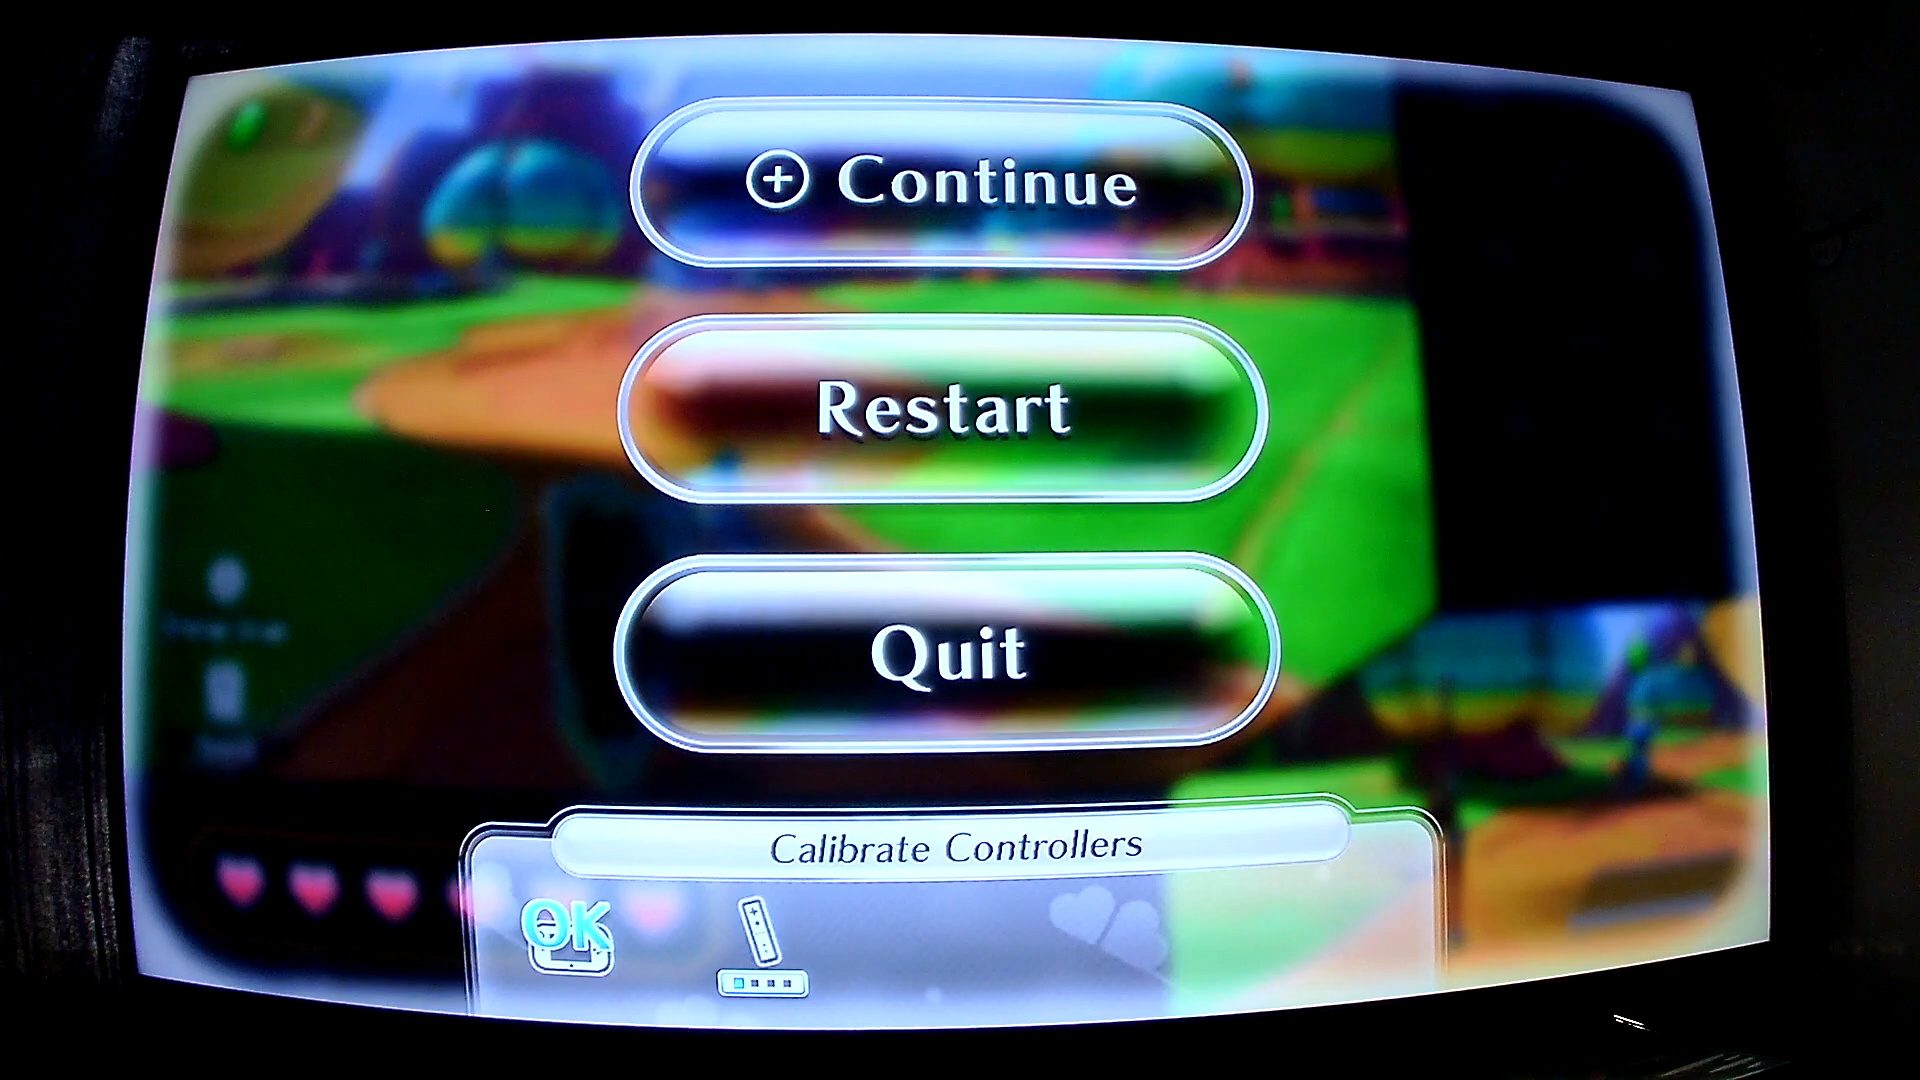 Continue
Restart
Quit
Calibrate Controllers
OK